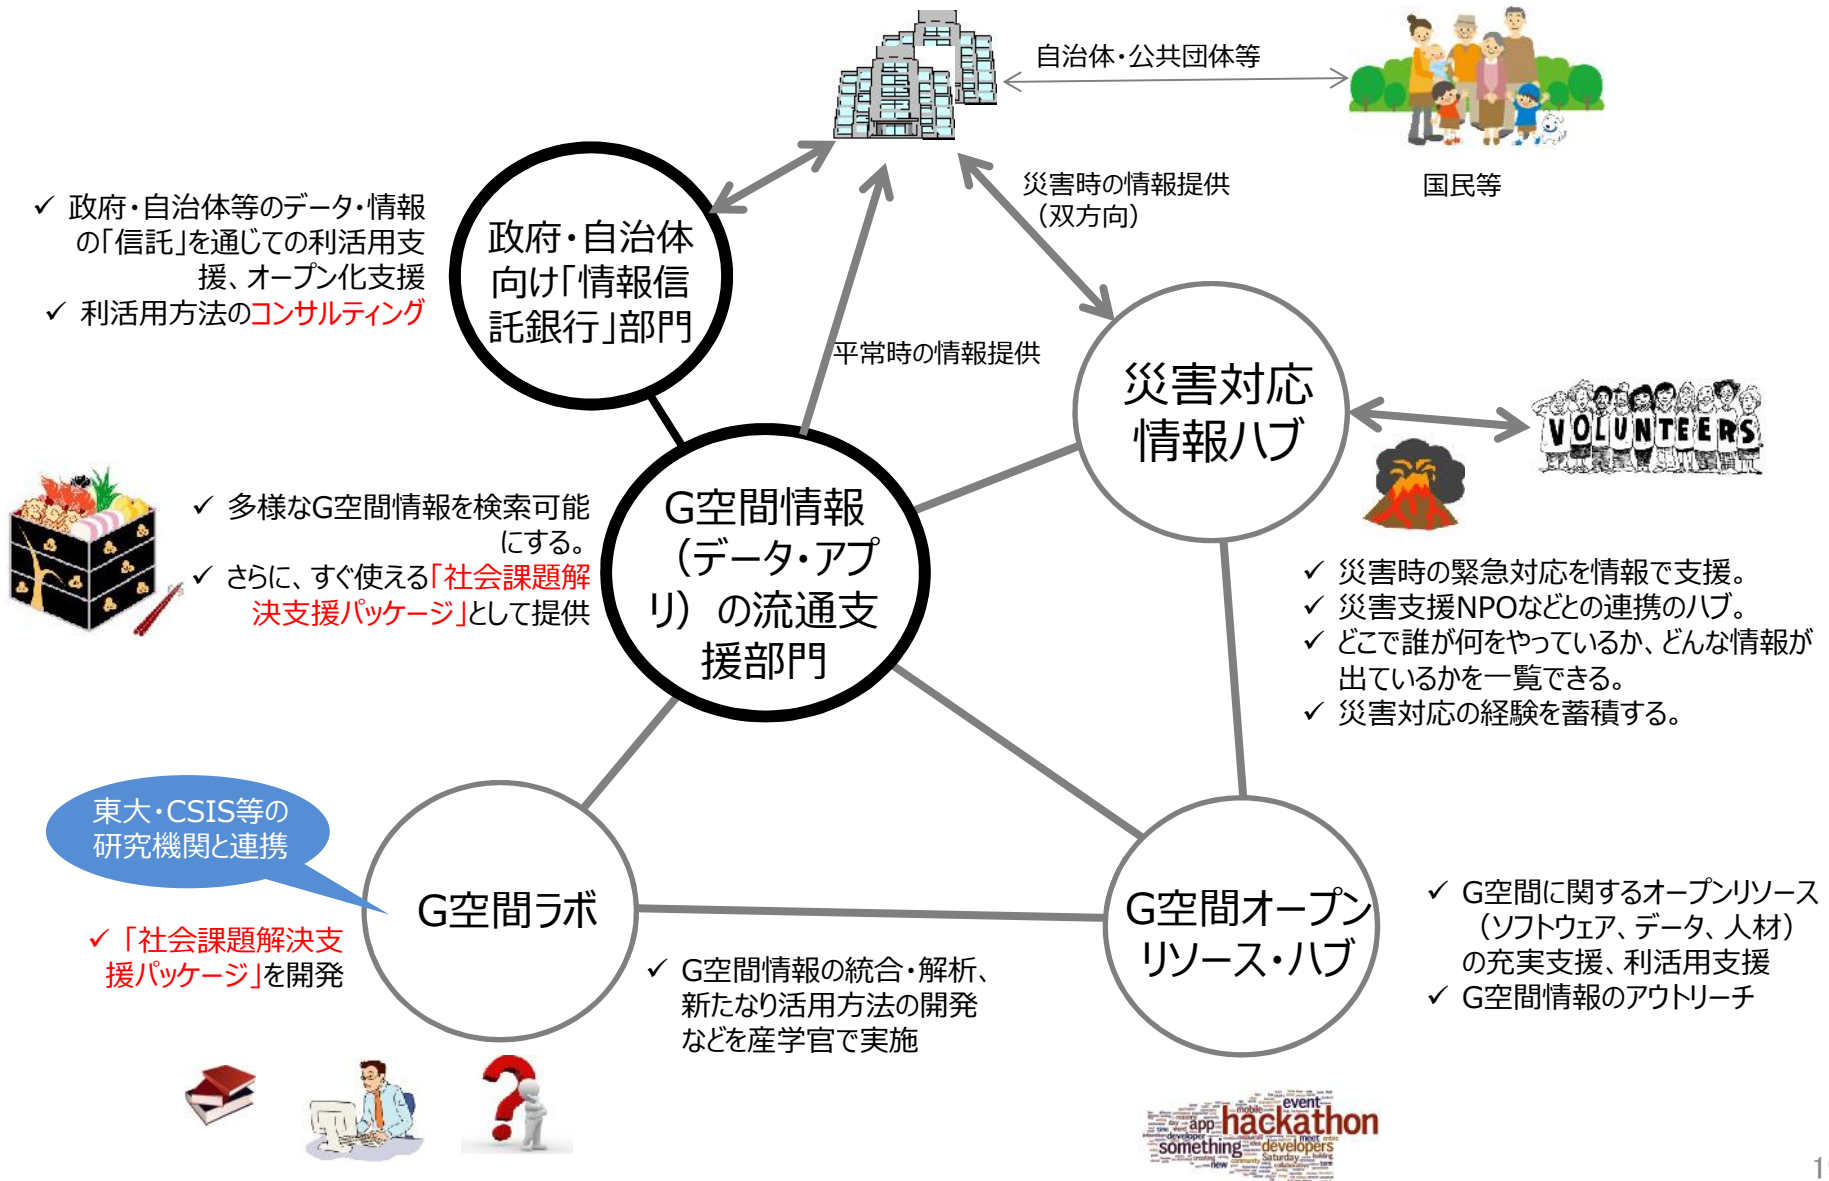 自治体・公共団体等
国民等
災害時の情報提供
（双方向）
✓ 政府・自治体等のデータ・情報
の「信託」を通じての利活用支
援、オープン化支援
✓ 利活用方法のコンサルティング
政府・自治体
向け「情報信
託銀行」部門
平常時の情報提供
災害対応
情報ハブ
VOLUNTEERS
✓ 多様なG空間情報を検索可能
にする。
✓ さらに、すぐ使える「社会課題解
決支援パッケージ」として提供
G空間情報
（データ・アプ
リ）の流通支
援部門
✓ 災害時の緊急対応を情報で支援。
✓ 災害支援NPOなどとの連携のハブ。
✓ どこで誰が何をやっているか、どんな情報が
出ているかを一覧できる。
✓ 災害対応の経験を蓄積する。
東大・CSIS等の
研究機関と連携
G空間ラボ
✓「社会課題解決支
援パッケージ」を開発
✓ G空間情報の統合・解析、
新たなり活用方法の開発
などを産学官で実施
G空間オープン
リソース・ハブ
✓ G空間に関するオープンリソース
（ソフトウェア、データ、人材）
の充実支援、利活用支援
✓ G空間情報のアウトリーチ
event
mobile
app hackathon
developer meet
something developers
Saturday
new